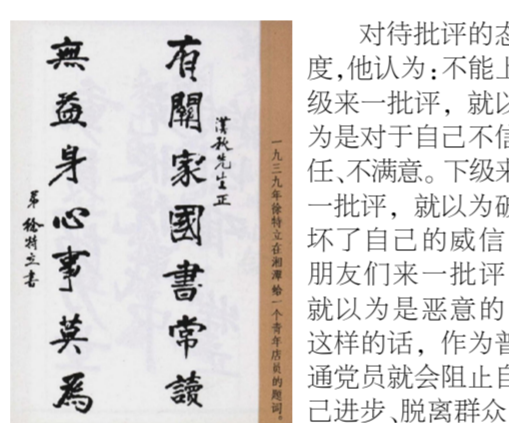 有關家國書常讀
漢秋先生正
無益身心事莫爲
弟徐特立书
一九三九年徐特立在湘潭 给一个青年店员的题词。
对待批评的态
度，他认为：不能上
级来一批评，就以
为是对于自己不信
任、不满意。下级来
一批评，就以为破
坏了自己的威信
朋友们来一批评
就以为是恶意的
这样的话，作为普
通党员就会阻止自
己进步、脱离群众